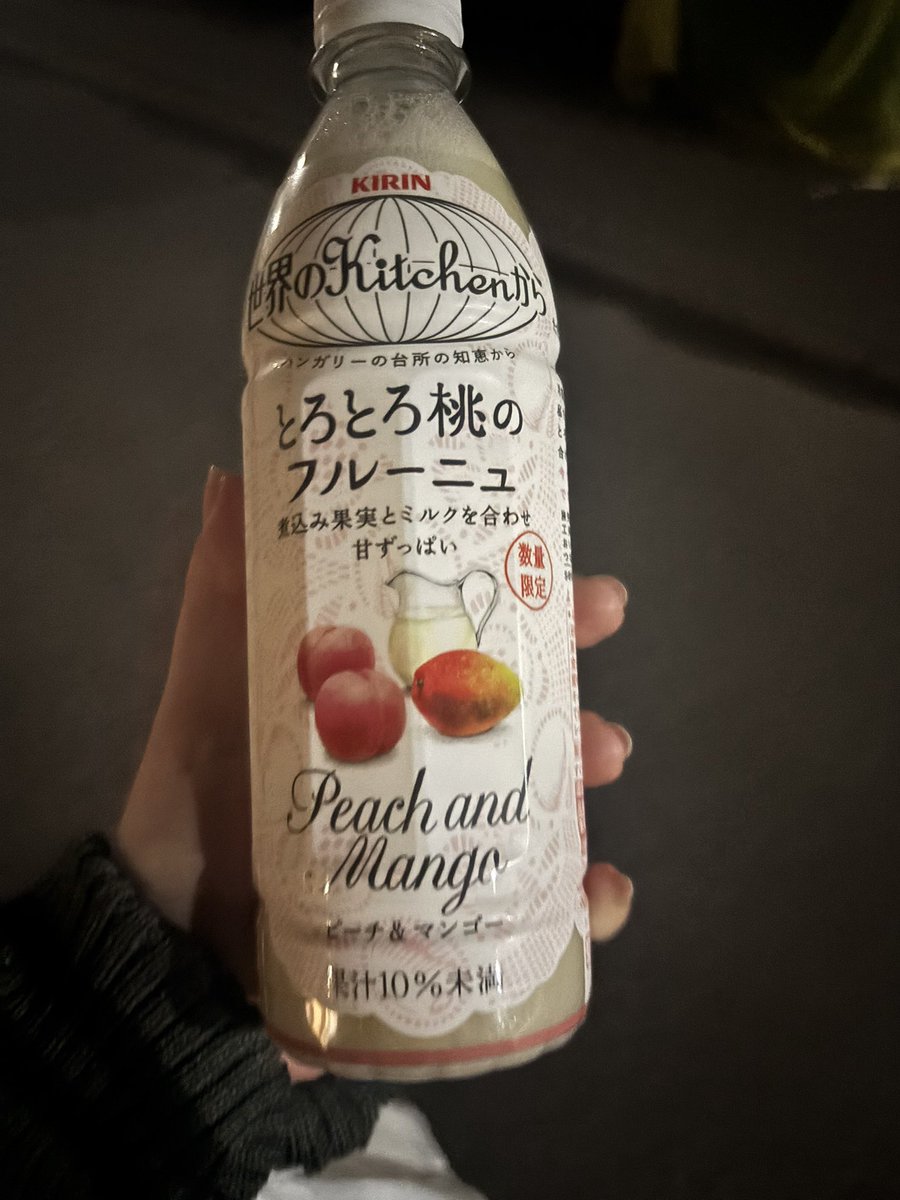 KIRIN
世界のKitchenから
ハンガリーの台所の知恵から
とろとろ桃の
フルーニュ
煮込み果実とミルクを合わせ
甘ずっぱい
数量
限定
Peach and
Mango
ピーチ&マンゴー
果汁10%未満